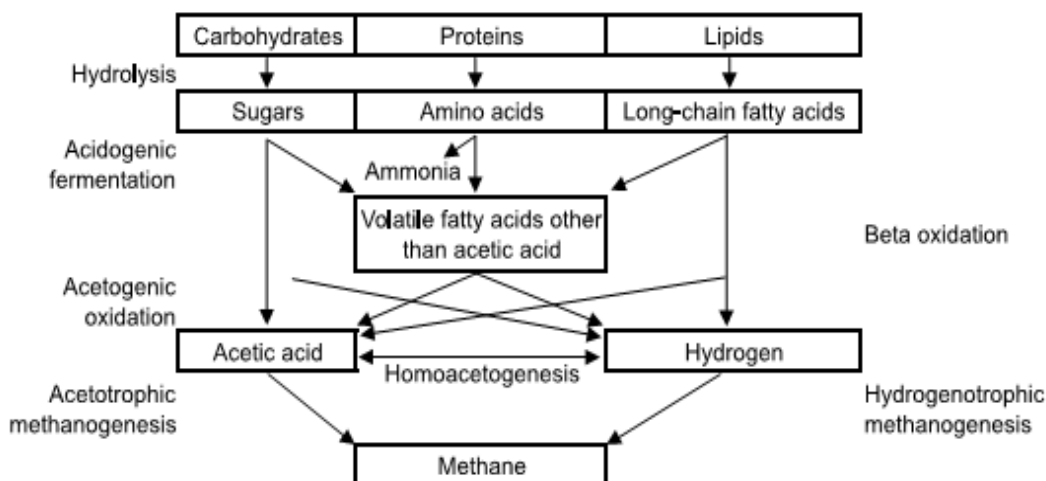 Carbohydrates Proteins Lipids
Hydrolysis
Sugars Amino acids Long-chain fatty acids
Acidogenic
fermentation
Ammonia
Volatile fatty acids other
than acetic acid
Beta oxidation
Acetogenic
oxidation
Acetic acid Hydrogen
Homoacetogenesis
Acetotrophic
methanogenesis
Hydrogenotrophic
methanogenesis
Methane